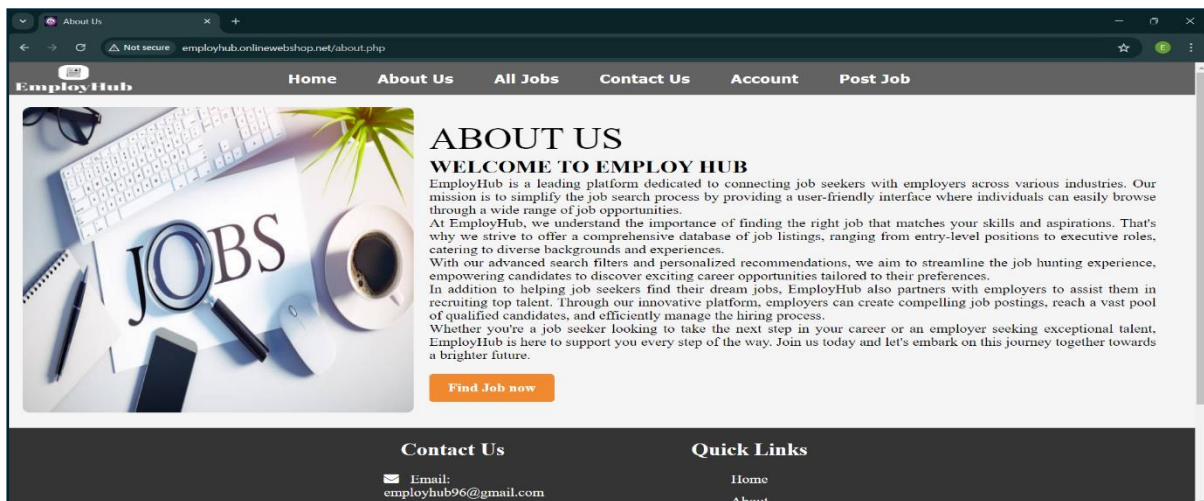 About Us
Not secure employhub.onlinewebshop.net/about.php
E
EmployHub
Home About Us All Jobs Contact Us Account Post Job
JOBS
ABOUT US
WELCOME TO EMPLOY HUB
EmployHub is a leading platform dedicated to connecting job seekers with employers across various industries. Our
mission is to simplify the job search process by providing a user-friendly interface where individuals can easily browse
through a wide range of job opportunities.
At EmployHub, we understand the importance of finding the right job that matches your skills and aspirations. That's
why we strive to offer a comprehensive database of job listings, ranging from entry-level positions to executive roles,
catering to diverse backgrounds and experiences.
With our advanced search filters and personalized recommendations, we aim to streamline the job hunting experience,
empowering candidates to discover exciting career opportunities tailored to their preferences.
In addition to helping job seekers find their dream jobs, EmployHub also partners with employers to assist them in
recruiting top talent. Through our innovative platform, employers can create compelling job postings, reach a vast pool
of qualified candidates, and efficiently manage the hiring process.
Whether you're a job seeker looking to take the next step in your career or an employer seeking exceptional talent,
EmployHub is here to support you every step of the way. Join us today and let's embark on this journey together towards
a brighter future.
Find Job now
Contact Us
Email:
employhub96@gmail.com
Quick Links
Home
About